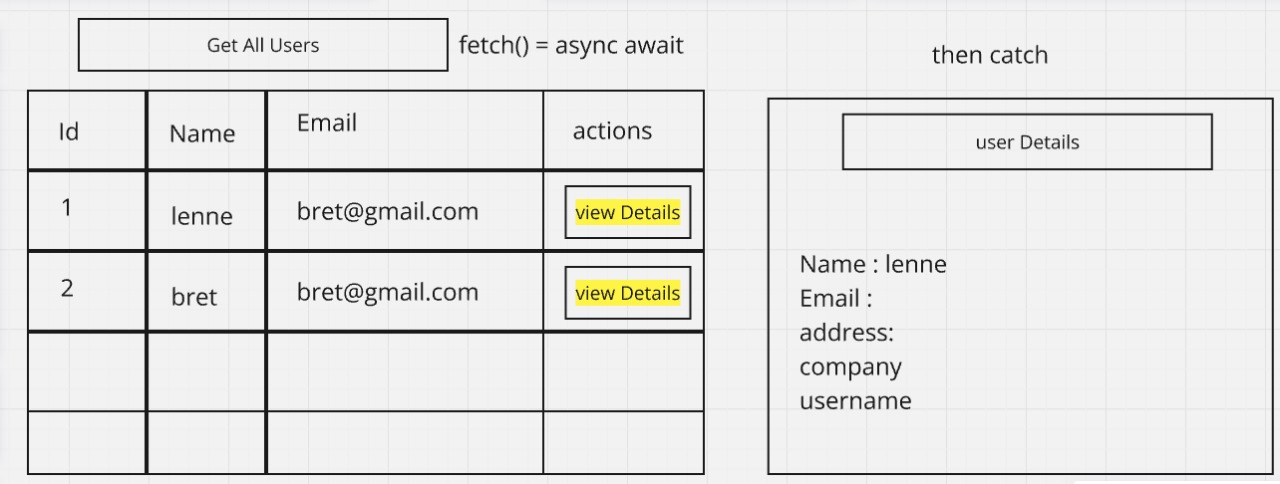 Get All Users
fetch() = async await
Id Name Email actions
1 lenne bret@gmail.com view Details
2 bret bret@gmail.com view Details
then catch
user Details
Name : lenne
Email :
address:
company
username